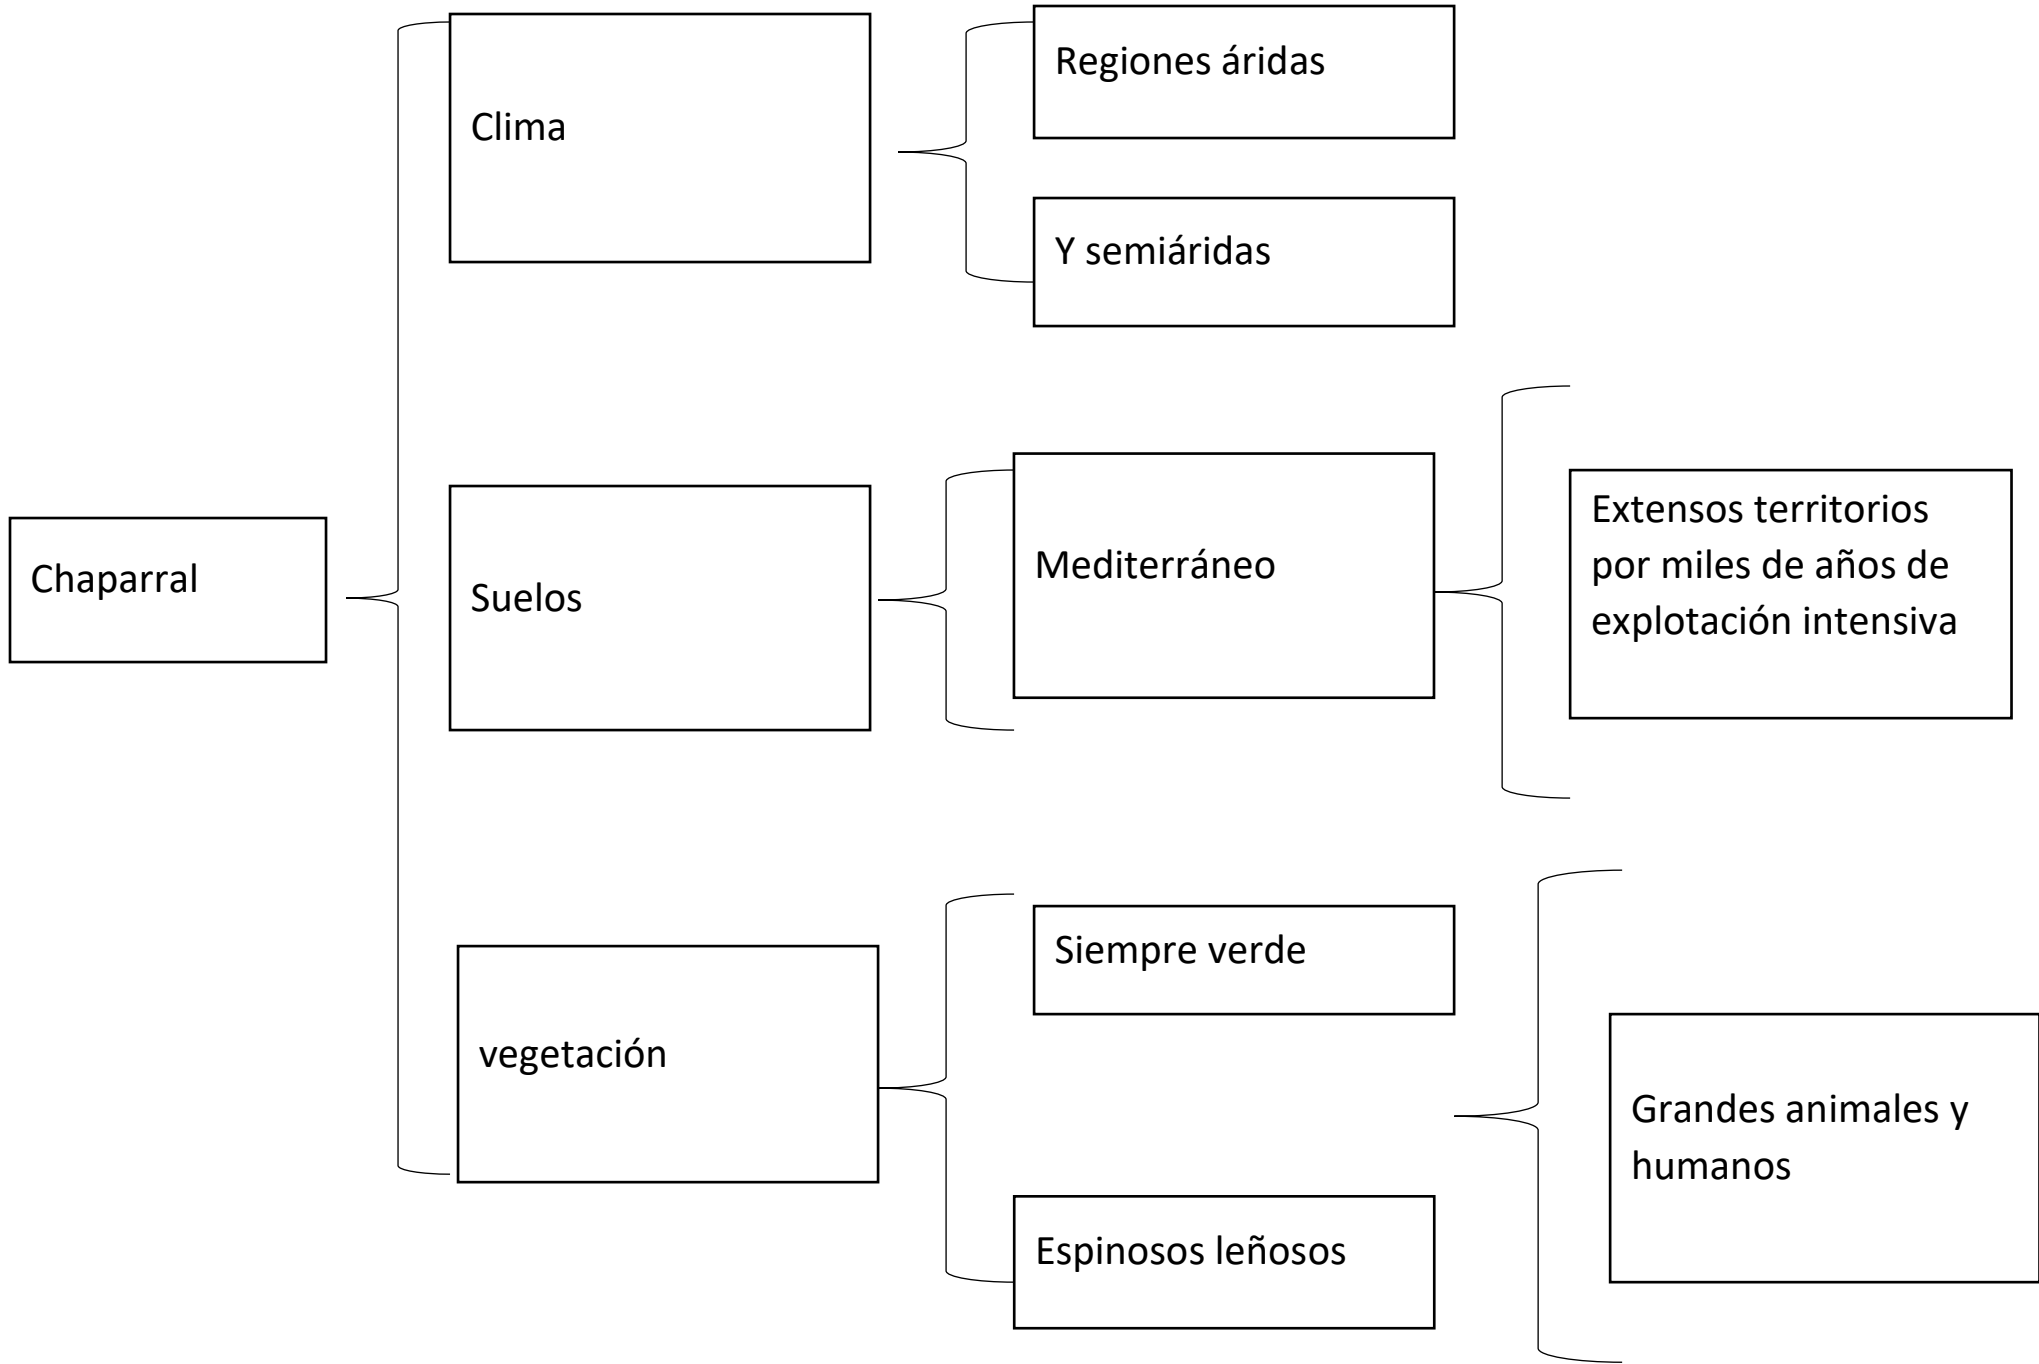 Chaparral
Clima
Regiones áridas
Y semiáridas
Suelos
Mediterráneo
Extensos territorios
por miles de años de
explotación intensiva
vegetación
Siempre verde
Espinosos leñosos
Grandes animales y
humanos